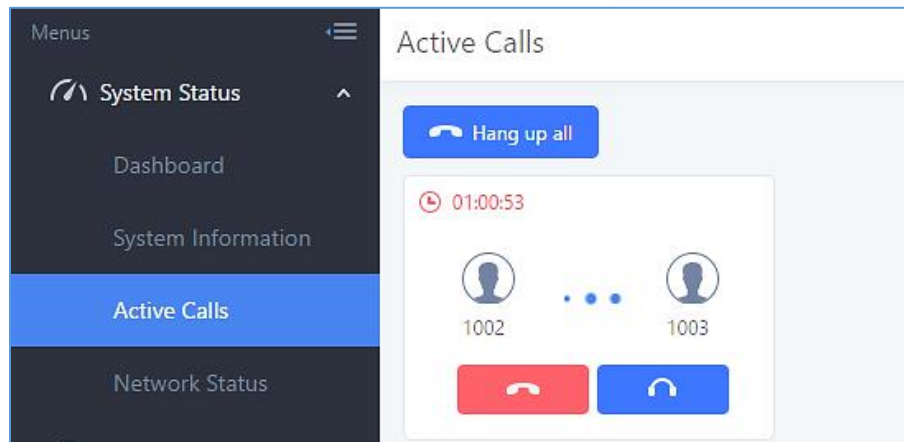 Menus
System Status
Dashboard
System Information
Active Calls
Network Status
Active Calls
Hang up all
01:00:53
1002
1003